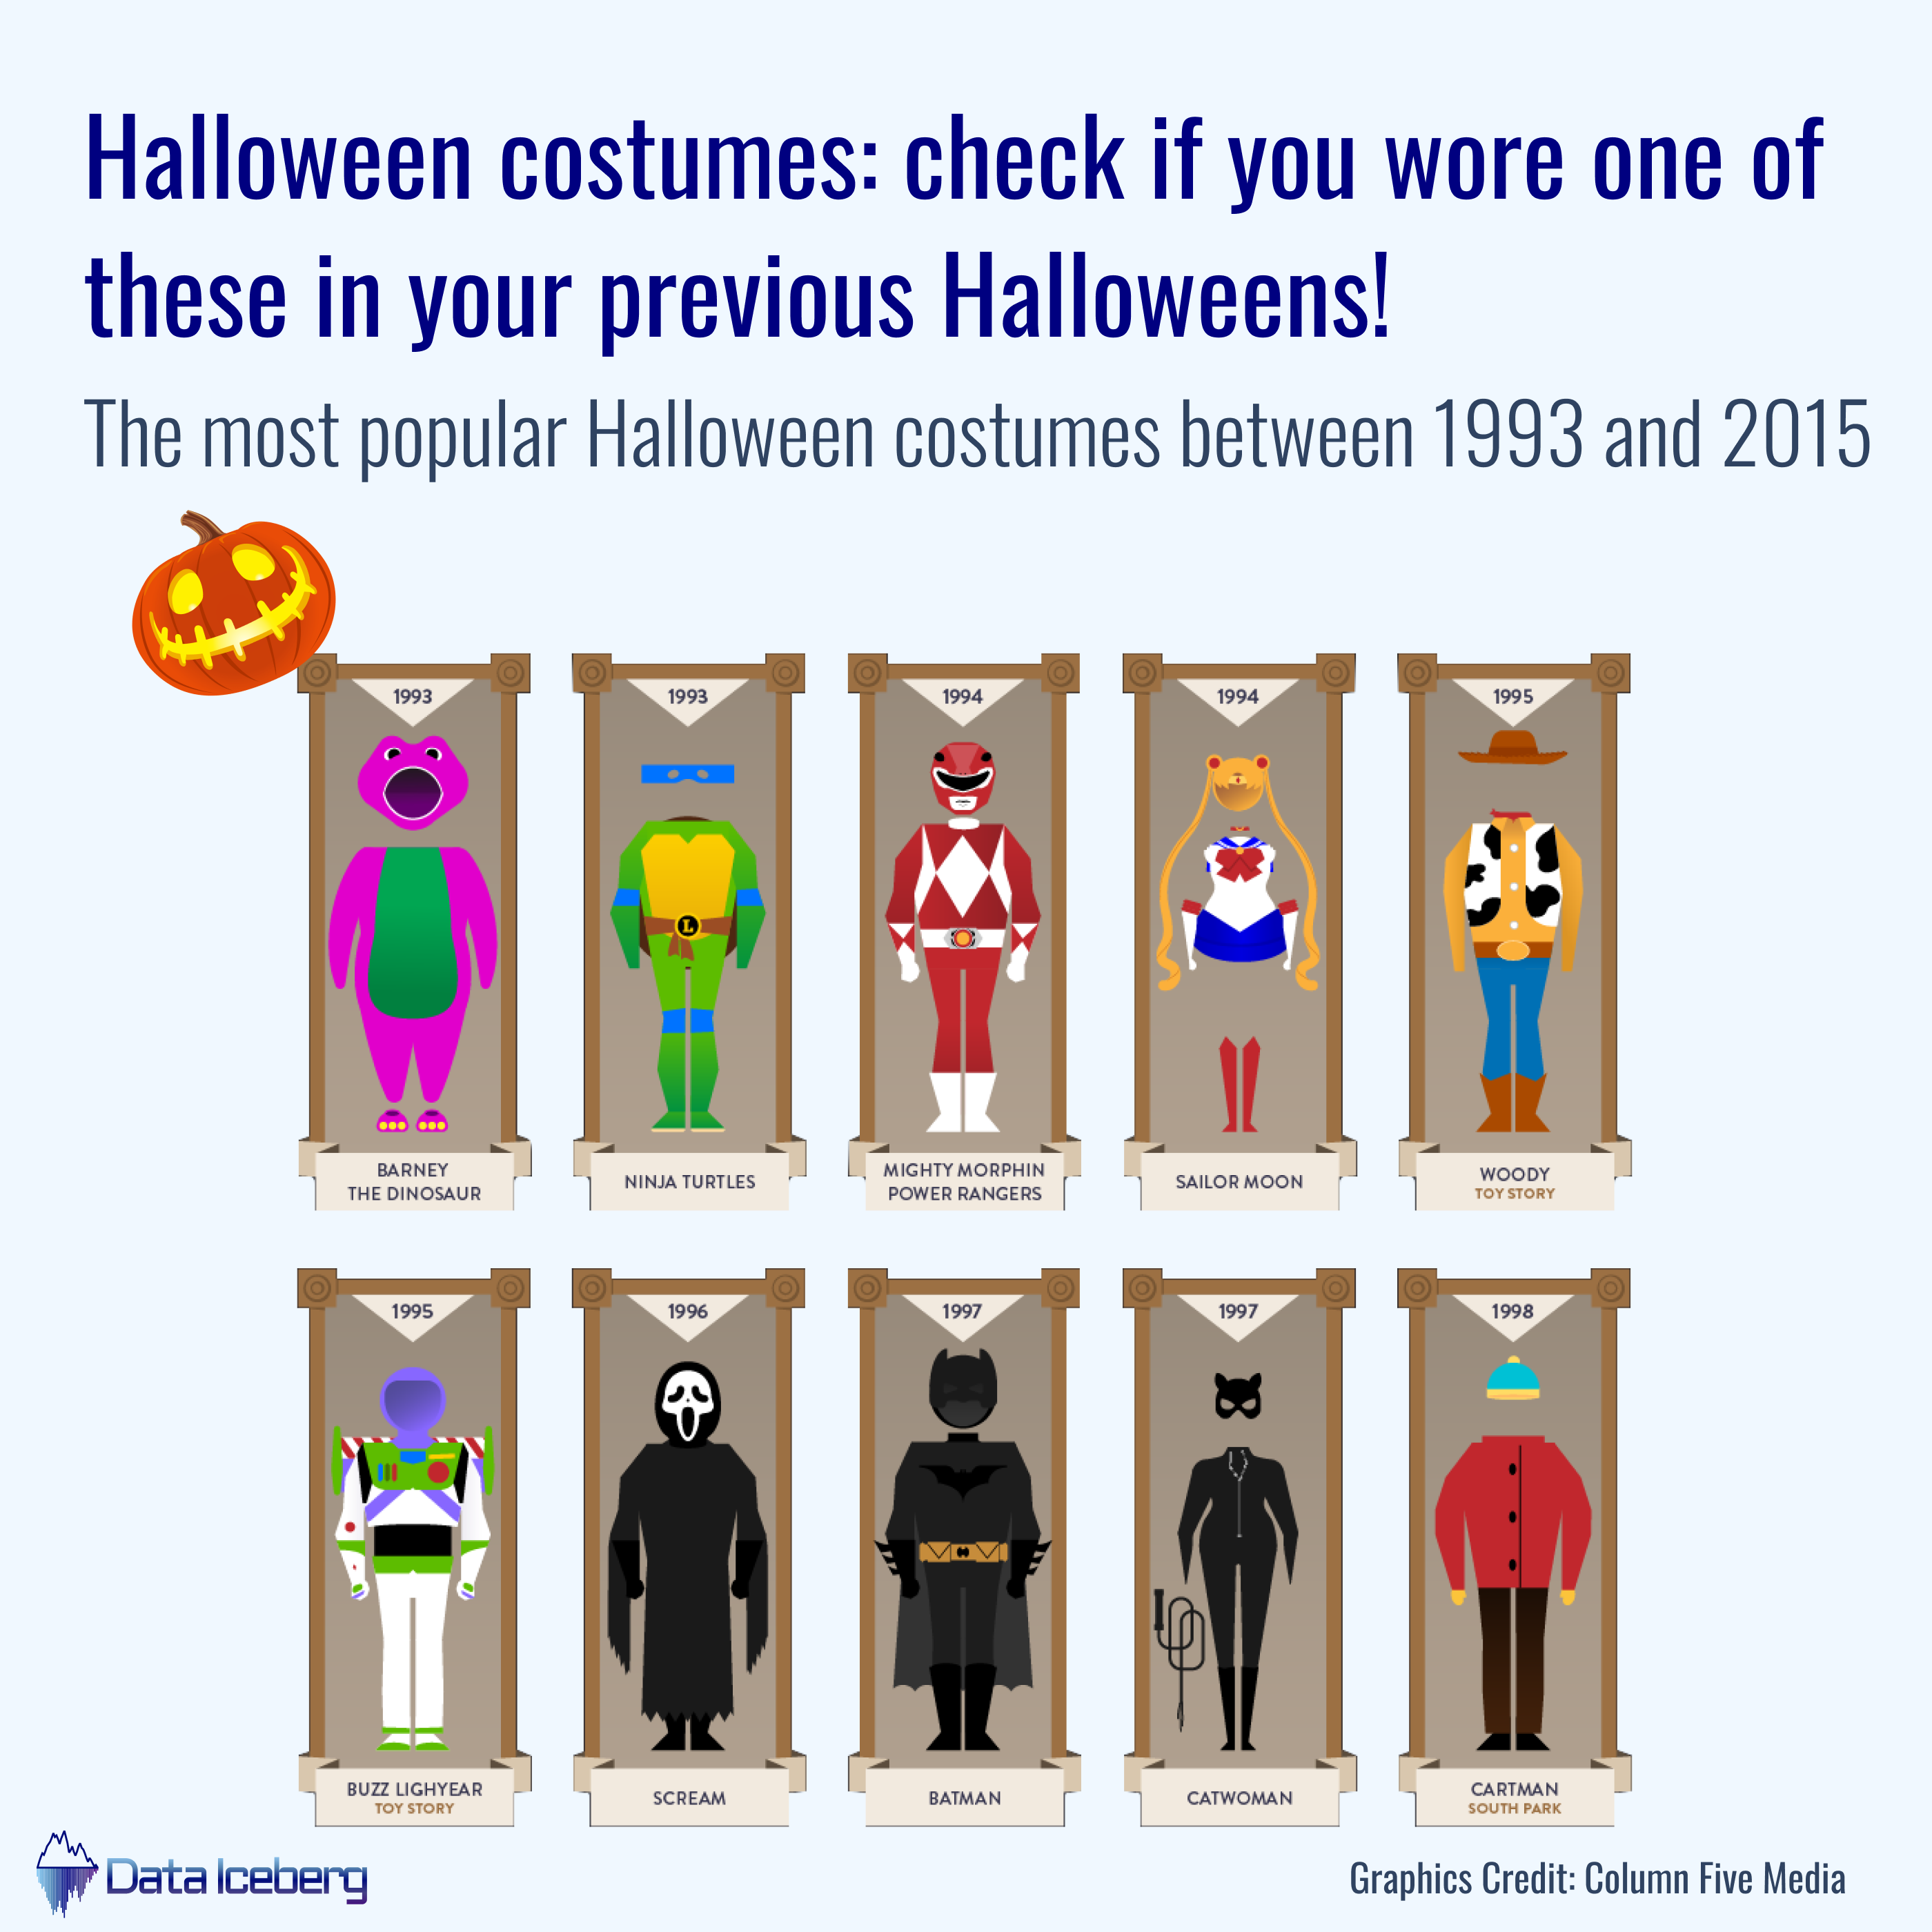 Halloween costumes: check if you wore one of
these in your previous Halloweens!
The most popular Halloween costumes between 1993 and 2015
1993
1993
1994
1994
1995
L
BARNEY
THE DINOSAUR
NINJA TURTLES
MIGHTY MORPHIN
POWER RANGERS
SAILOR MOON
WOODY
TOY STORY
1995
1996
1997
1997
1998
BUZZ LIGHYEAR
TOY STORY
SCREAM
BATMAN
CATWOMAN
CARTMAN
SOUTH PARK
Data Iceberg
Graphics Credit: Column Five Media